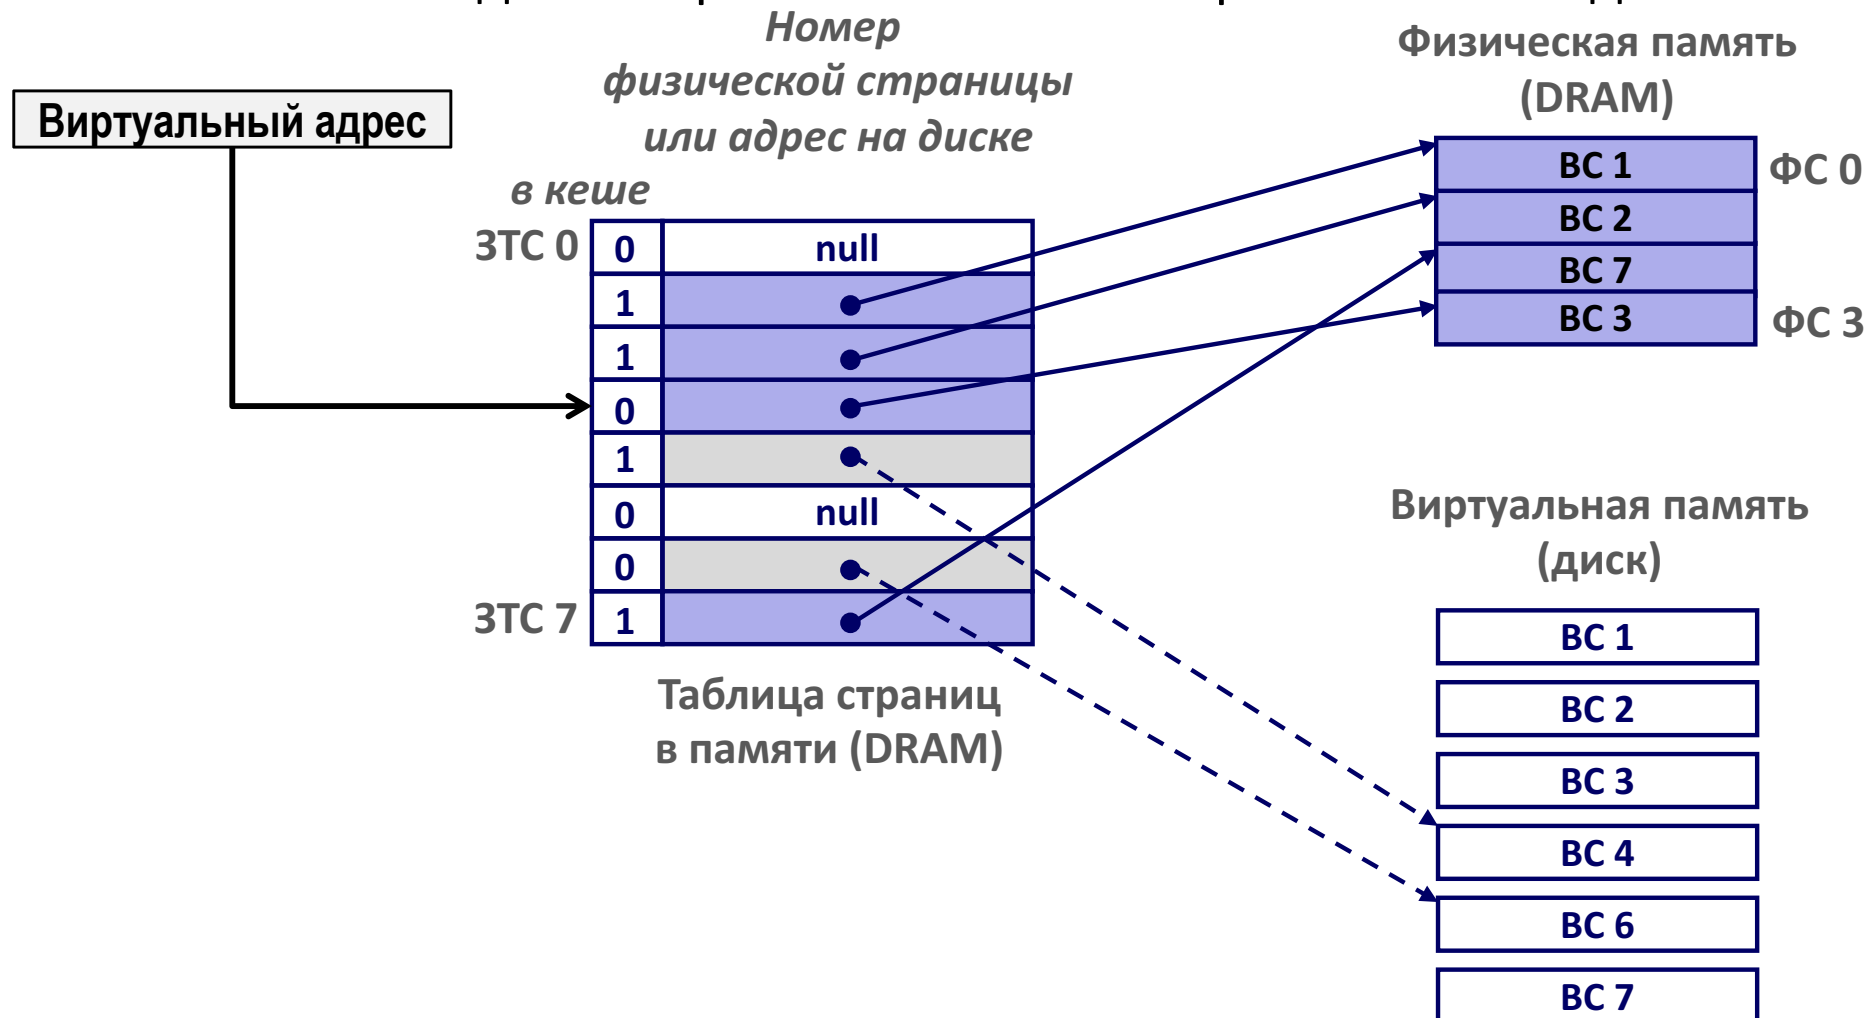 Номер
физической страницы
или адрес на диске
Физическая память
(DRAM)
Виртуальный адрес
в кеше
ЗТС 0
0
null
1
1
0
1
0
null
0
ЗТС 7
1
Таблица страниц
в памяти (DRAM)
ВС 1
ФС 0
ВС 2
ВС 7
ВС 3
ФС 3
Виртуальная память
(диск)
ВС 1
ВС 2
ВС 3
ВС 4
ВС 6
ВС 7